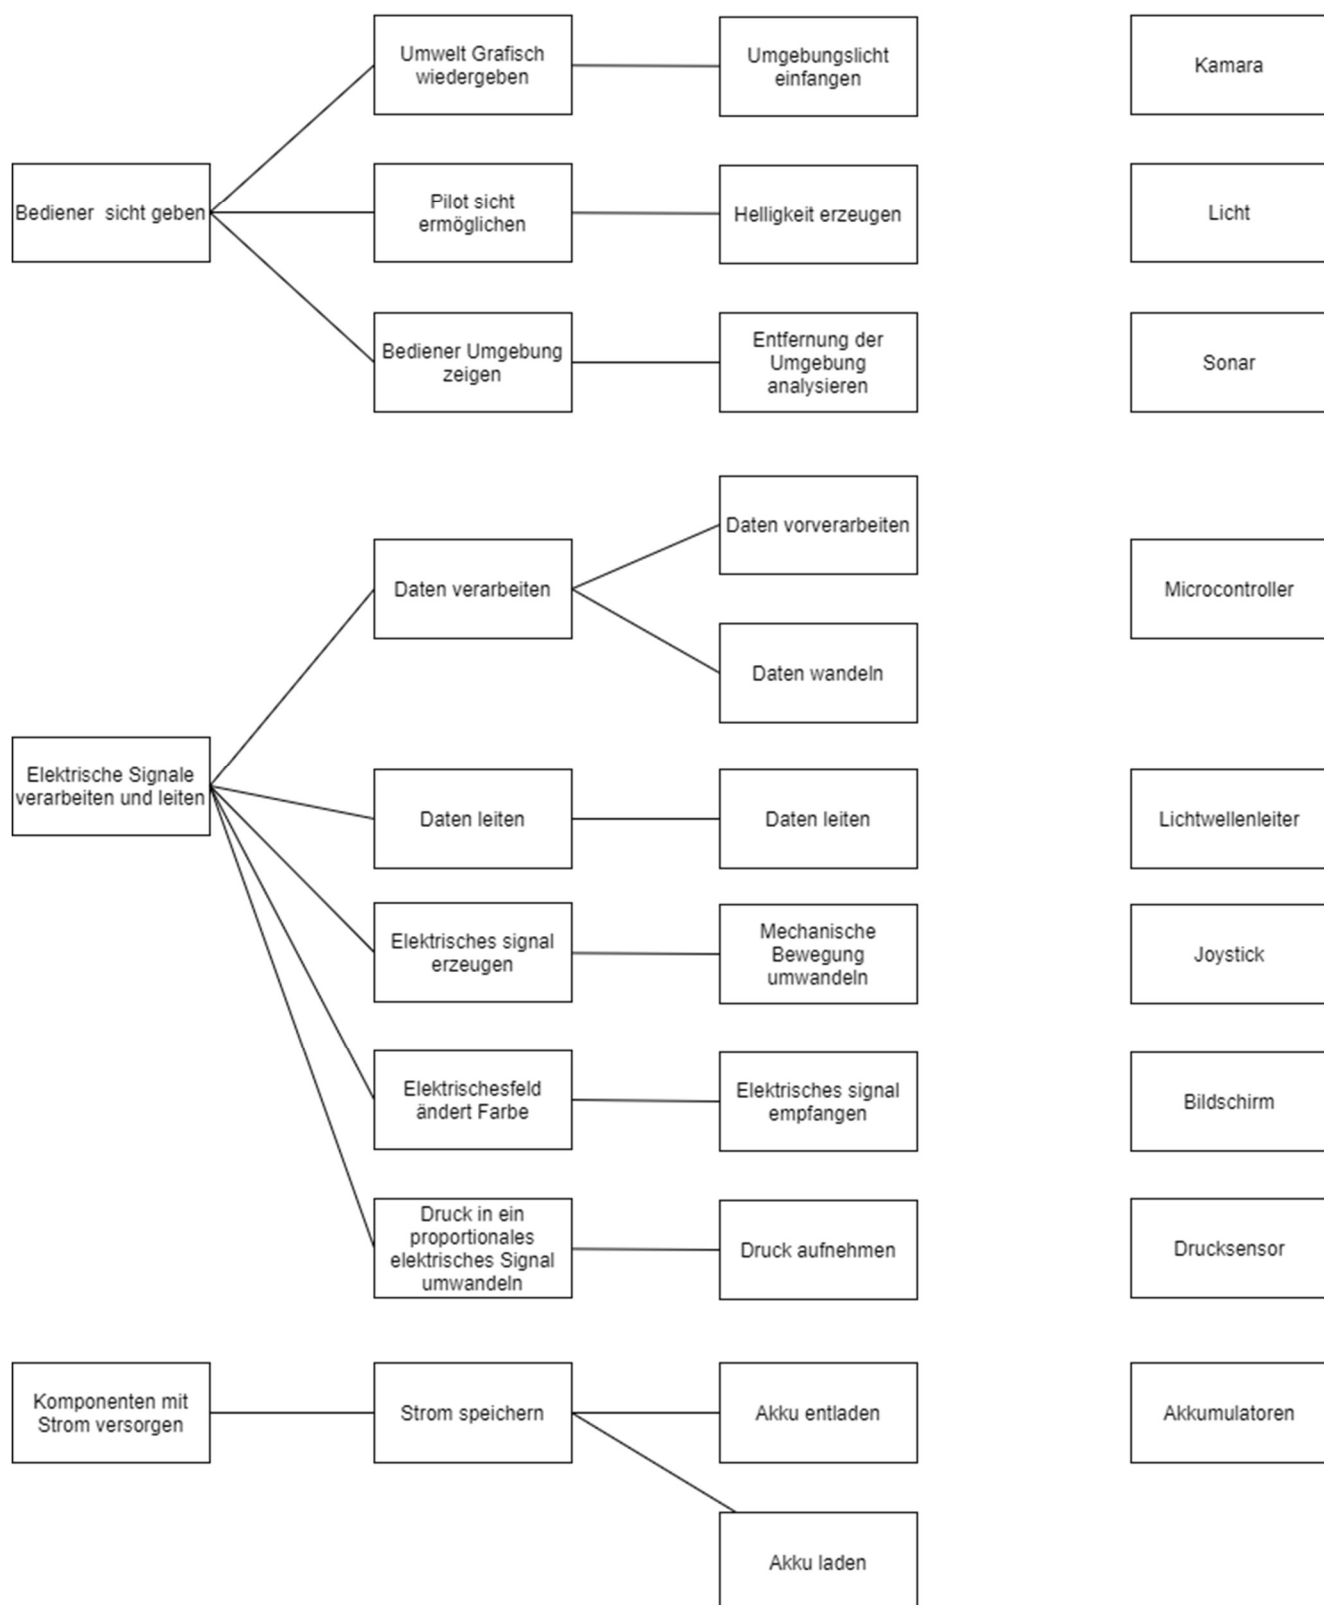 Umwelt Grafisch
wiedergeben
Umgebungslicht
einfangen
Kamara
Bediener  sicht geben
Pilot sicht
ermöglichen
Helligkeit erzeugen
Licht
Bediener Umgebung
zeigen
Entfernung der
Umgebung
analysieren
Sonar
Daten vorverarbeiten
Daten verarbeiten
Microcontroller
Daten wandeln
Elektrische Signale
verarbeiten und leiten
Daten leiten
Daten leiten
Lichtwellenleiter
Elektrisches signal
erzeugen
Mechanische
Bewegung
umwandeln
Joystick
Elektrischesfeld
ändert Farbe
Elektrisches signal
empfangen
Bildschirm
Druck in ein
proportionales
elektrisches Signal
umwandeln
Druck aufnehmen
Drucksensor
Komponenten mit
Strom versorgen
Strom speichern
Akku entladen
Akkumulatoren
Akku laden